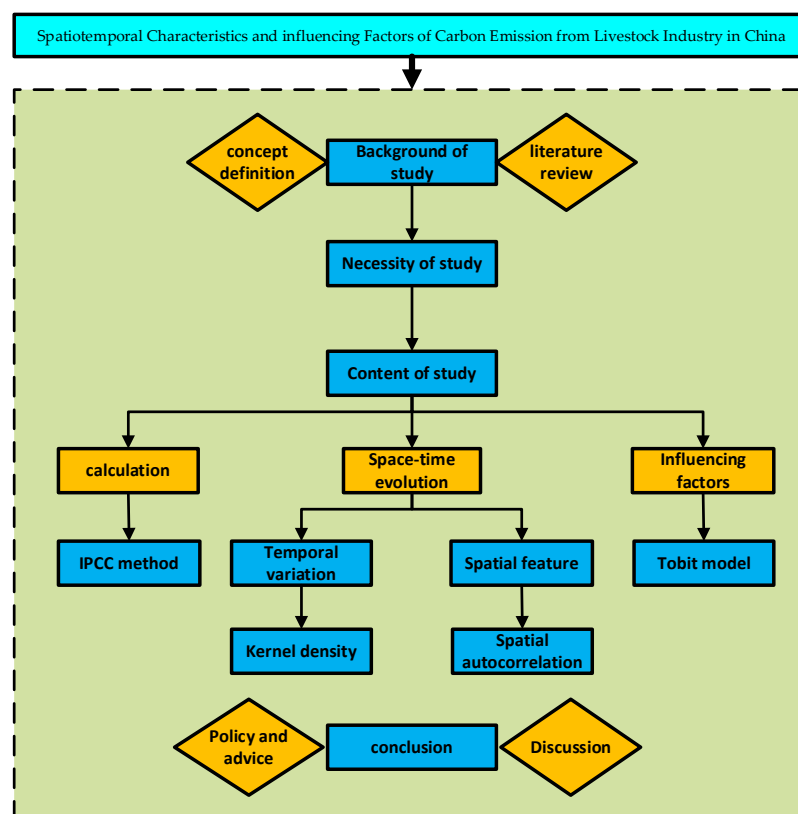 Spatiotemporal Characteristics and influencing Factors of Carbon Emission from Livestock Industry in China
concept
definition
Background of
study
literature
review
Necessity of study
Content of study
calculation
Space-time
evolution
Influencing
factors
IPCC method
Temporal
variation
Spatial feature
Tobit model
Kernel density
Spatial
autocorrelation
Policy and
advice
conclusion
Discussion